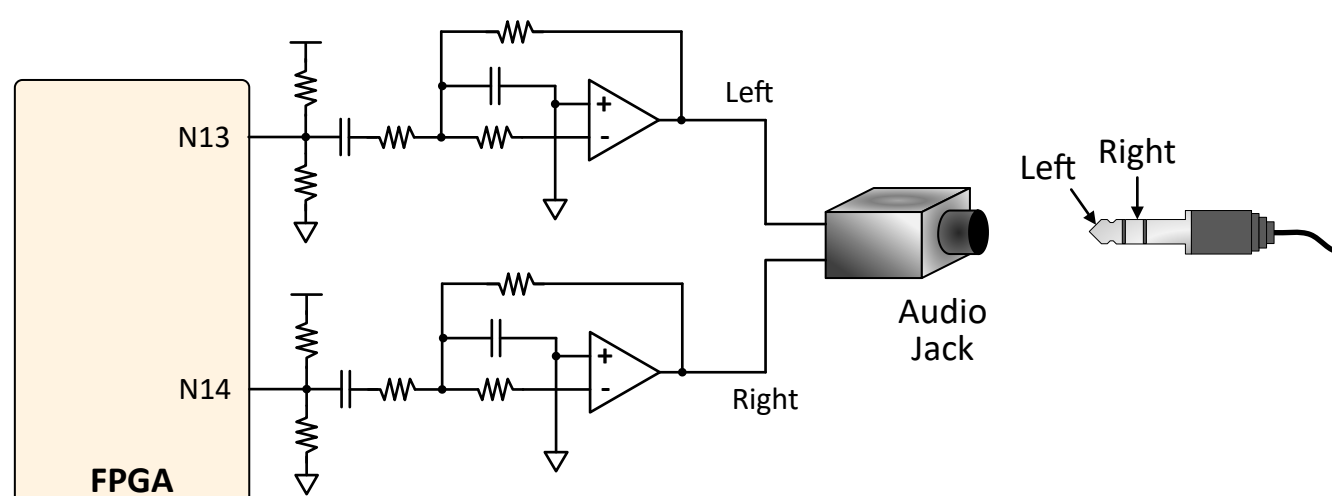 Left
N13
+
-
Left
Right
Audio
Jack
N14
+
-
Right
FPGA